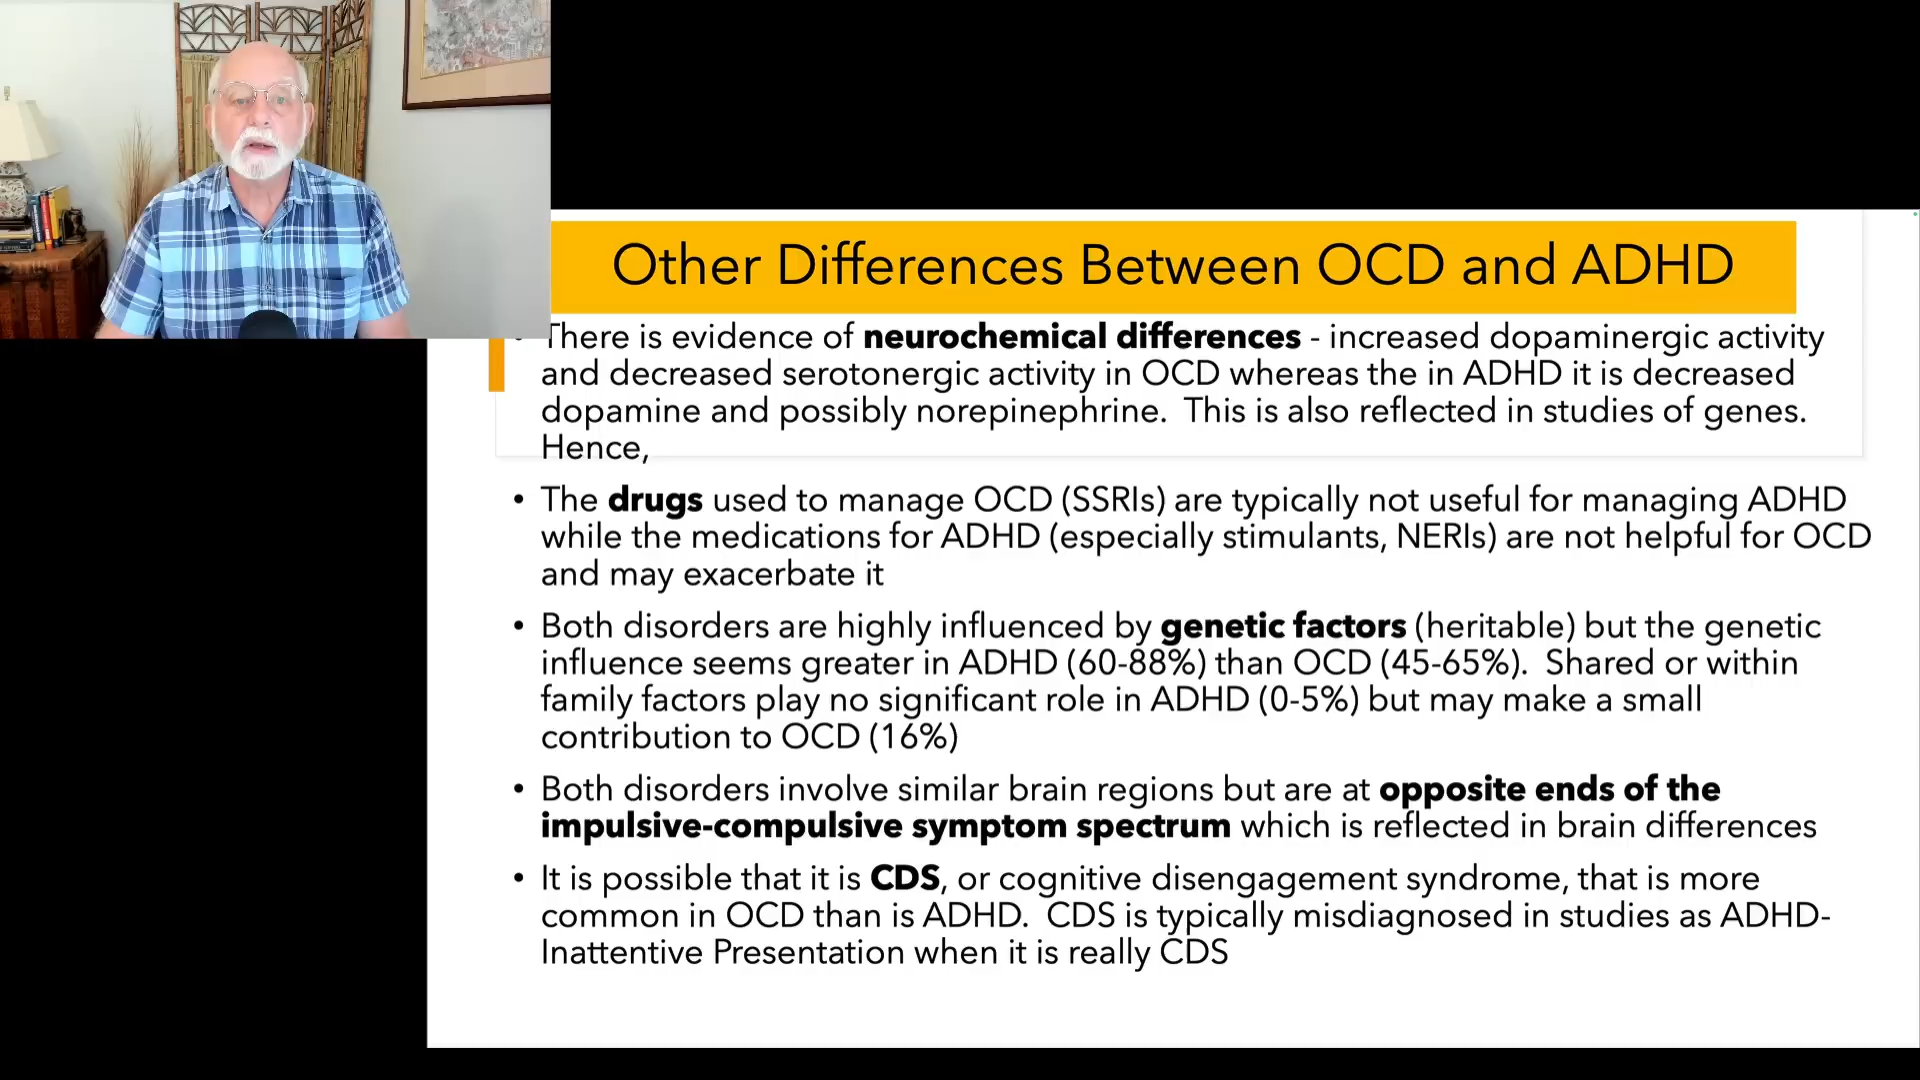 Other Differences Between OCD and ADHD
• There is evidence of neurochemical differences - increased dopaminergic activity
and decreased serotonergic activity in OCD whereas the in ADHD it is decreased
dopamine and possibly norepinephrine.  This is also reflected in studies of genes.
Hence,
• The drugs used to manage OCD (SSRIs) are typically not useful for managing ADHD
while the medications for ADHD (especially stimulants, NERIs) are not helpful for OCD
and may exacerbate it
• Both disorders are highly influenced by genetic factors (heritable) but the genetic
influence seems greater in ADHD (60-88%) than OCD (45-65%).  Shared or within
family factors play no significant role in ADHD (0-5%) but may make a small
contribution to OCD (16%)
• Both disorders involve similar brain regions but are at opposite ends of the
impulsive-compulsive symptom spectrum which is reflected in brain differences
• It is possible that it is CDS, or cognitive disengagement syndrome, that is more
common in OCD than is ADHD.  CDS is typically misdiagnosed in studies as ADHD-
Inattentive Presentation when it is really CDS